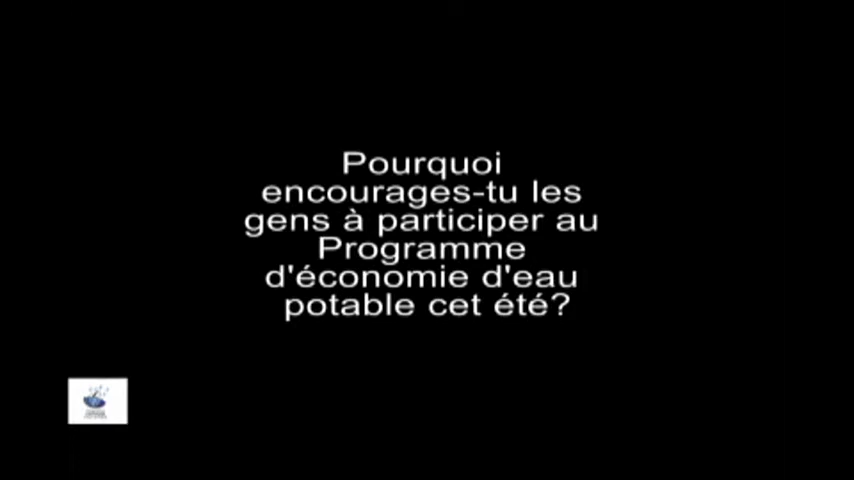 Pourquoi
encourages-tu les
gens à participer au
Programme
d'économie d'eau
potable cet été?